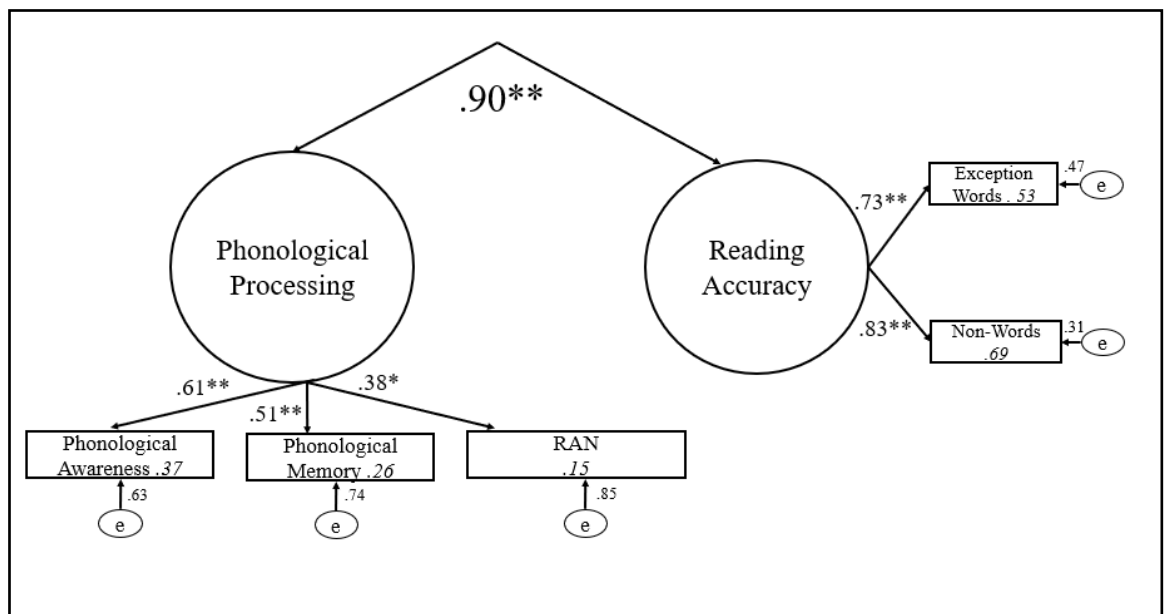 .90**
Phonological
Processing
Reading
Accuracy
.73**
Exception
Words . 53
.47
e
.83**
Non-Words
.69
.31
e
.61**
.51**
.38*
Phonological
Awareness .37
Phonological
Memory .26
RAN
.15
.63
.74
.85
e
e
e